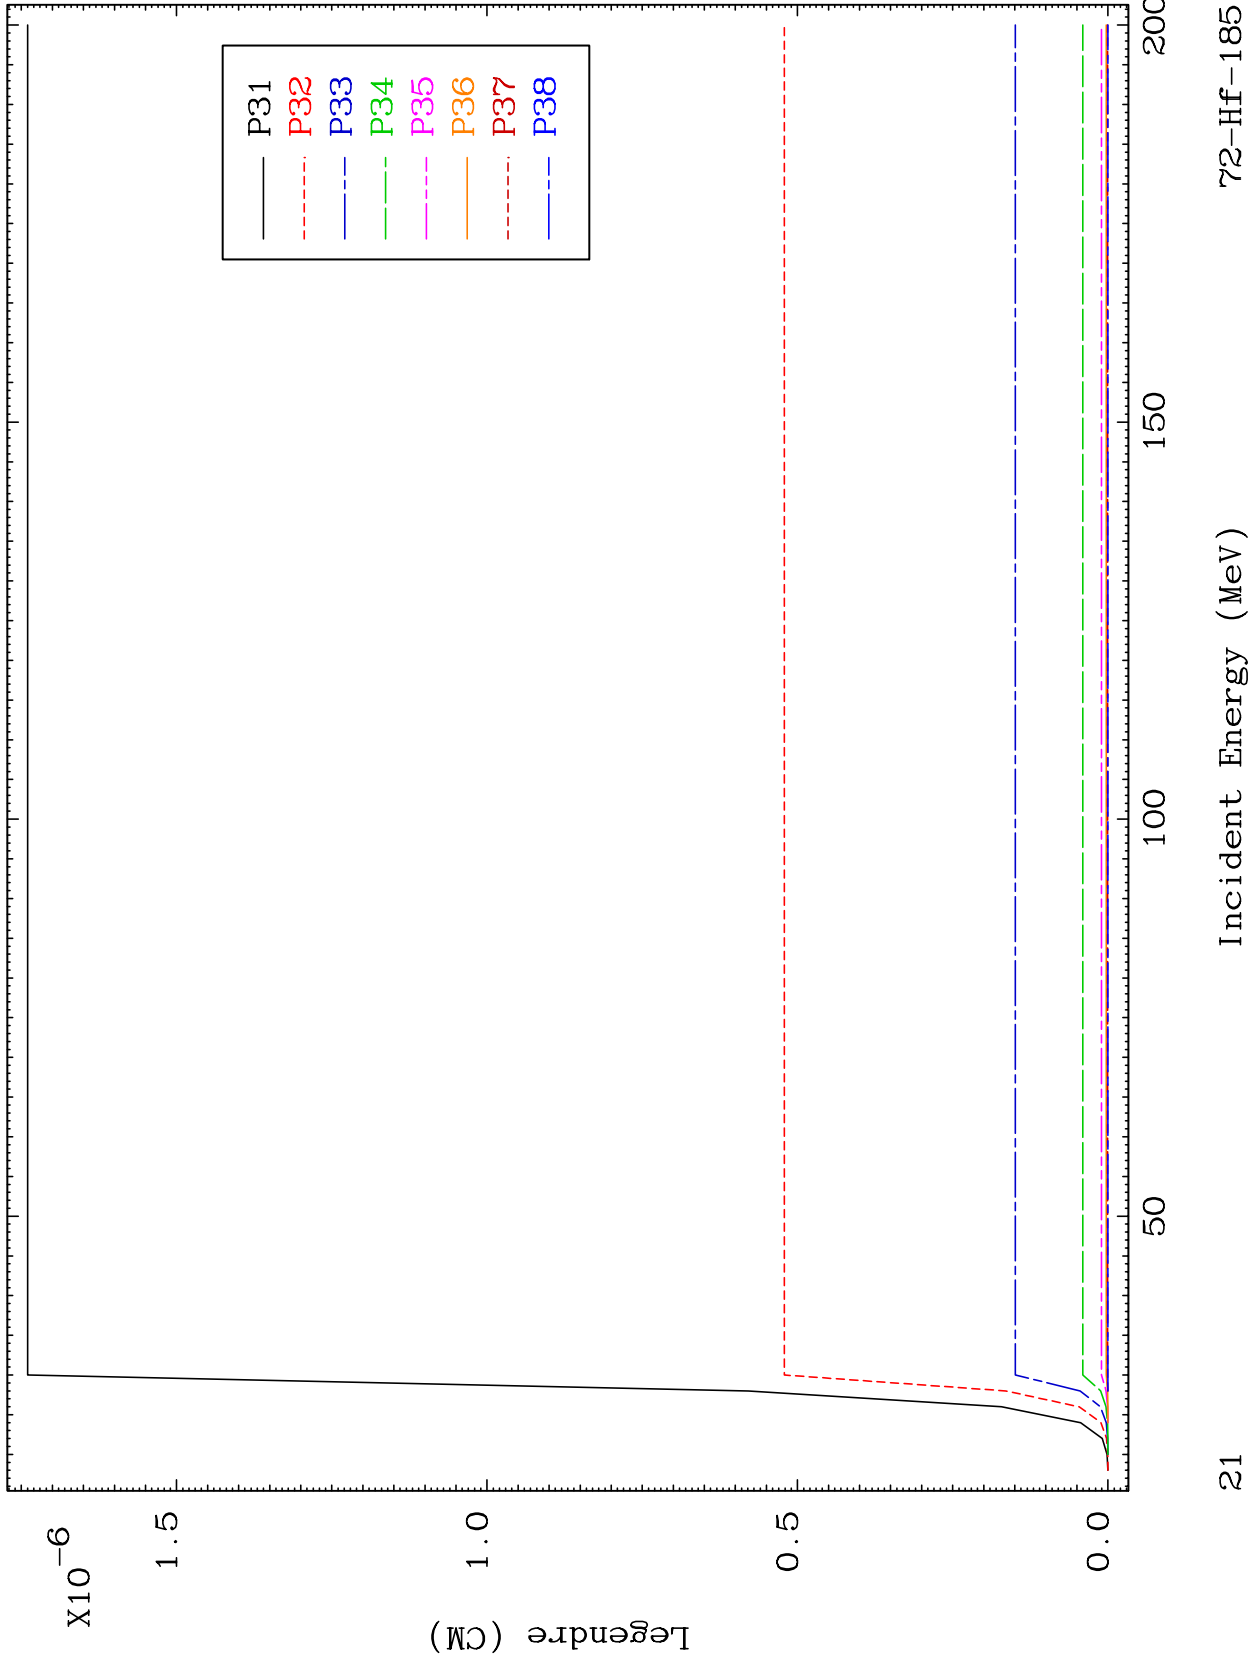 X10-6
1.5
1.0
0.5
0.0
Legendre (CM)
P31
P32
P33
P34
P35
P36
P37
P38
50
100
150
200
Incident Energy (MeV)
21
72-Hf-185